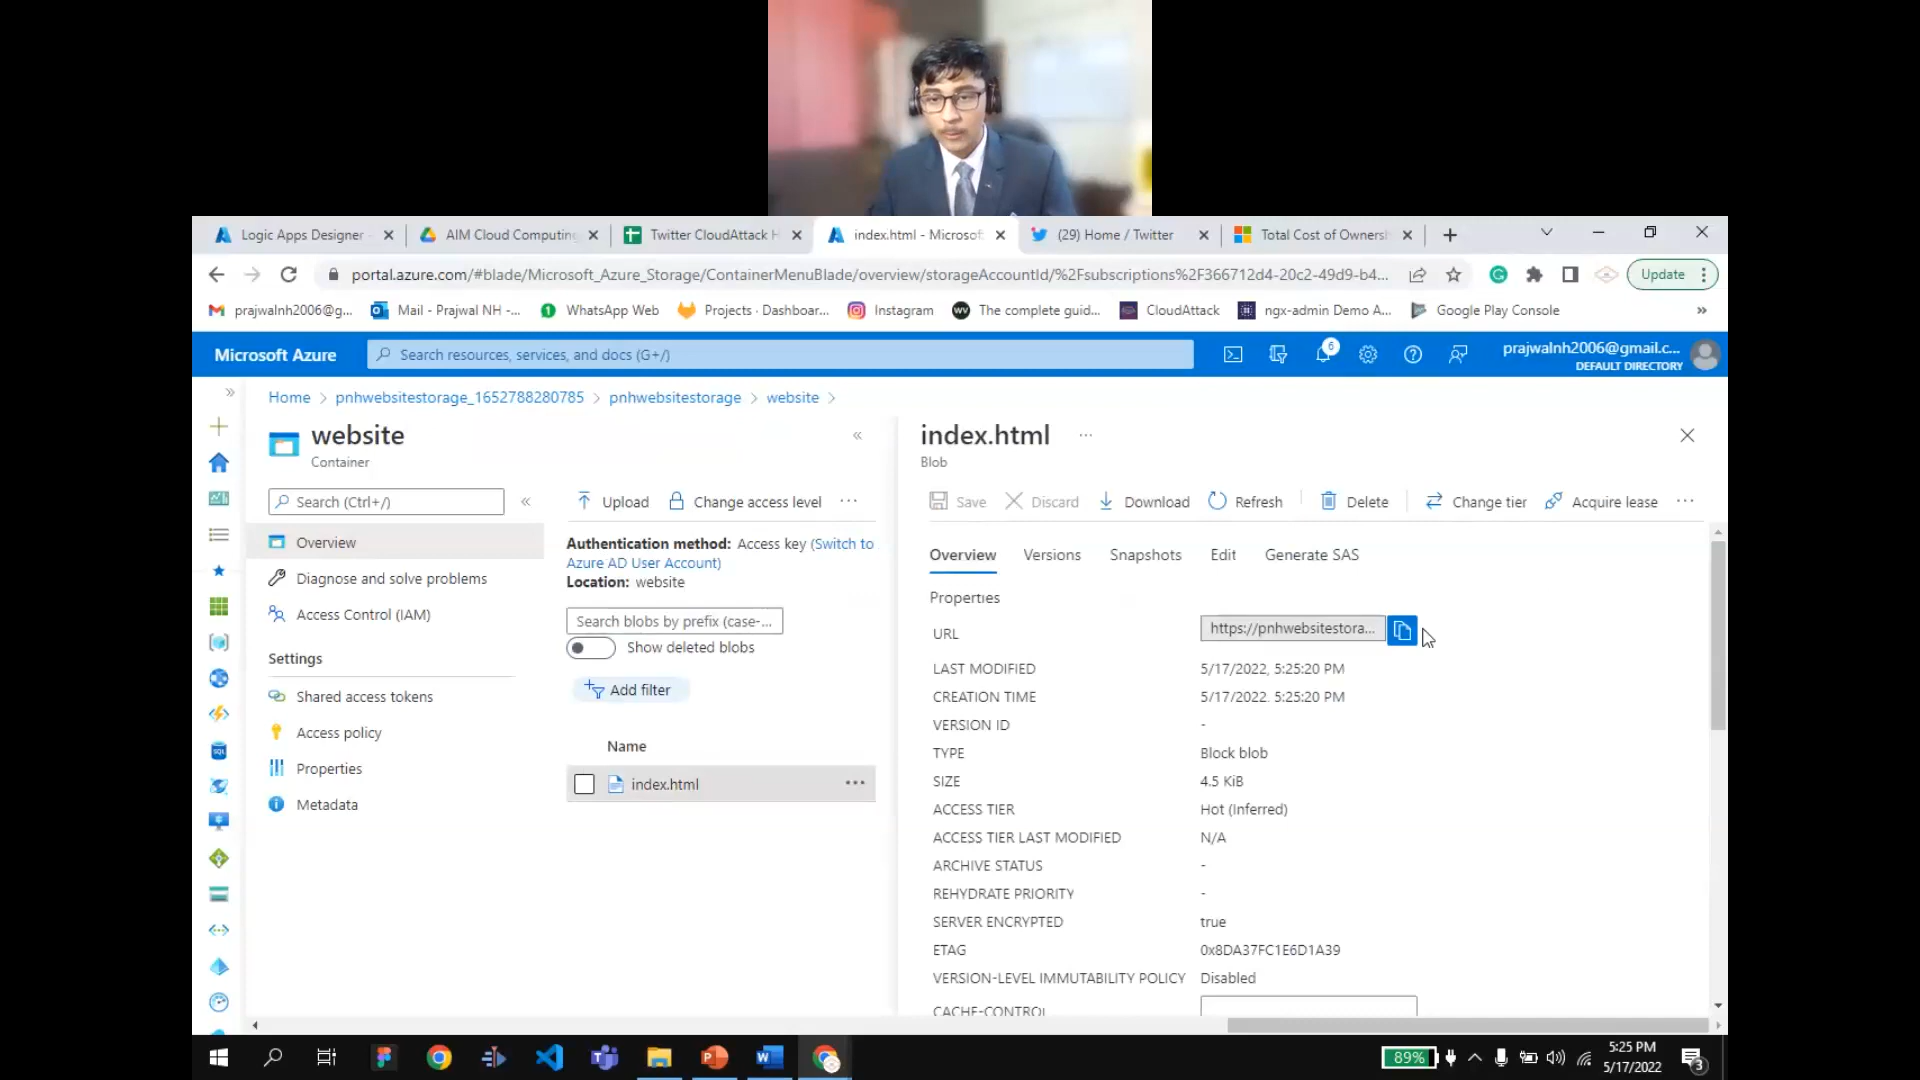 Logic Apps Designer
AIM Cloud Computing
Twitter CloudAttack H
index.html - Microsof
(29) Home / Twitter
Total Cost of Ownersh
portal.azure.com/#blade/Microsoft_Azure_Storage/ContainerMenuBlade/overview/storageAccountId/%2Fsubscriptions%2F366712d4-20c2-49d9-b4...
Update
prajwalnh2006@g...
Mail - Prajwal NH -...
WhatsApp Web
Projects · Dashboar...
Instagram
The complete guid...
CloudAttack
ngx-admin Demo A...
Google Play Console
Microsoft Azure
Search resources, services, and docs (G+/)
6
prajwalnh2006@gmail.c...
DEFAULT DIRECTORY
Home > pnhwebsitestorage_1652788280785 > pnhwebsitestorage > website >
website
Container
Search (Ctrl+/)
Overview
Diagnose and solve problems
Access Control (IAM)
Settings
Shared access tokens
Access policy
Properties
Metadata
Upload
Change access level
Authentication method: Access key (Switch to
Azure AD User Account)
Location: website
Search blobs by prefix (case-...
Show deleted blobs
Add filter
Name
index.html
index.html
Blob
Save
Discard
Download
Refresh
Delete
Change tier
Acquire lease
Overview
Versions
Snapshots
Edit
Generate SAS
Properties
URL https://pnhwebsitestora...
LAST MODIFIED 5/17/2022, 5:25:20 PM
CREATION TIME 5/17/2022, 5:25:20 PM
VERSION ID -
TYPE Block blob
SIZE 4.5 KiB
ACCESS TIER Hot (Inferred)
ACCESS TIER LAST MODIFIED N/A
ARCHIVE STATUS -
REHYDRATE PRIORITY -
SERVER ENCRYPTED true
ETAG 0x8DA37FC1E6D1A39
VERSION-LEVEL IMMUTABILITY POLICY Disabled
CACHE-CONTROL
89%
5:25 PM
5/17/2022
3